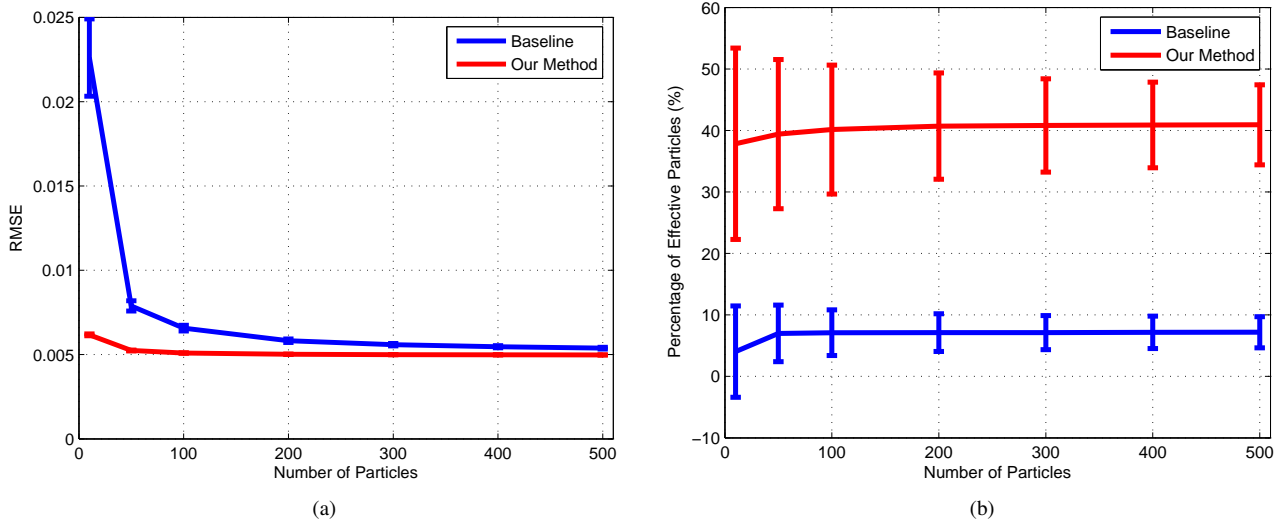 0.025
0.02
0.015
0.01
0.005
0
RMSE
Baseline
Our Method
0 100 200 300 400 500
Number of Particles
(a)
60
50
40
30
20
10
0
−10
Percentage of Effective Particles (%)
Baseline
Our Method
0 100 200 300 400 500
Number of Particles
(b)